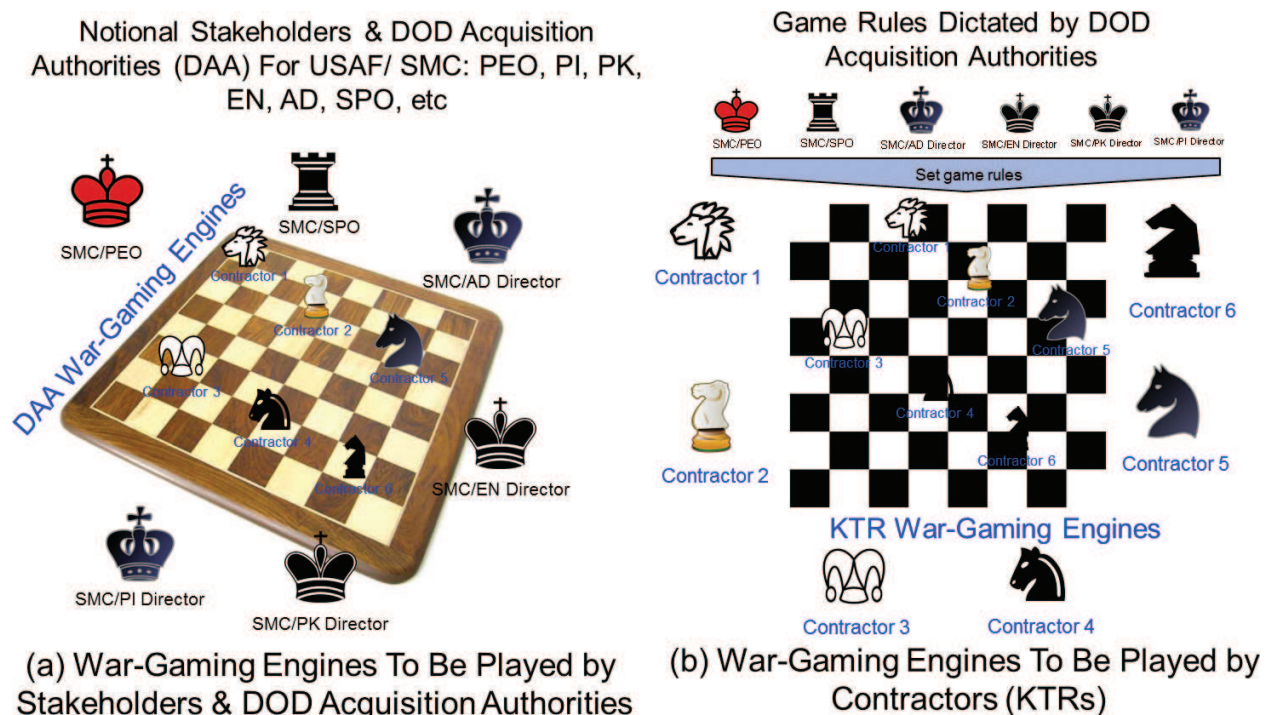 Notional Stakeholders & DOD Acquisition
Authorities (DAA) For USAF/ SMC: PEO, PI, PK,
EN, AD, SPO, etc
SMC/PEO
SMC/SPO
SMC/AD Director
DAA War-Gaming Engines
Contractor 1
Contractor 2
Contractor 3
Contractor 5
Contractor 4
Contractor 6
SMC/EN Director
SMC/PI Director
SMC/PK Director
(a) War-Gaming Engines To Be Played by
Stakeholders & DOD Acquisition Authorities
Game Rules Dictated by DOD
Acquisition Authorities
SMC/PEO
SMC/SPO
SMC/AD Director
SMC/EN Director
SMC/PK Director
SMC/PI Director
Set game rules
Contractor 1
Contractor 1
Contractor 2
Contractor 6
Contractor 3
Contractor 5
Contractor 4
Contractor 6
Contractor 2
Contractor 5
KTR War-Gaming Engines
Contractor 3
Contractor 4
(b) War-Gaming Engines To Be Played by
Contractors (KTRs)